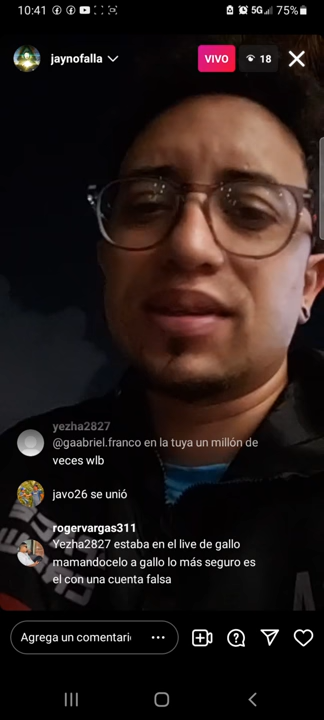 10:41
5G
75%
jaynofalla
VIVO
18
yezha2827
@gaabriel.franco en la tuya un millón de
veces wlb
javo26 se unió
rogervargas311
Yezha2827 estaba en el live de gallo
mamandocelo a gallo lo más seguro es
el con una cuenta falsa
Agrega un comentari